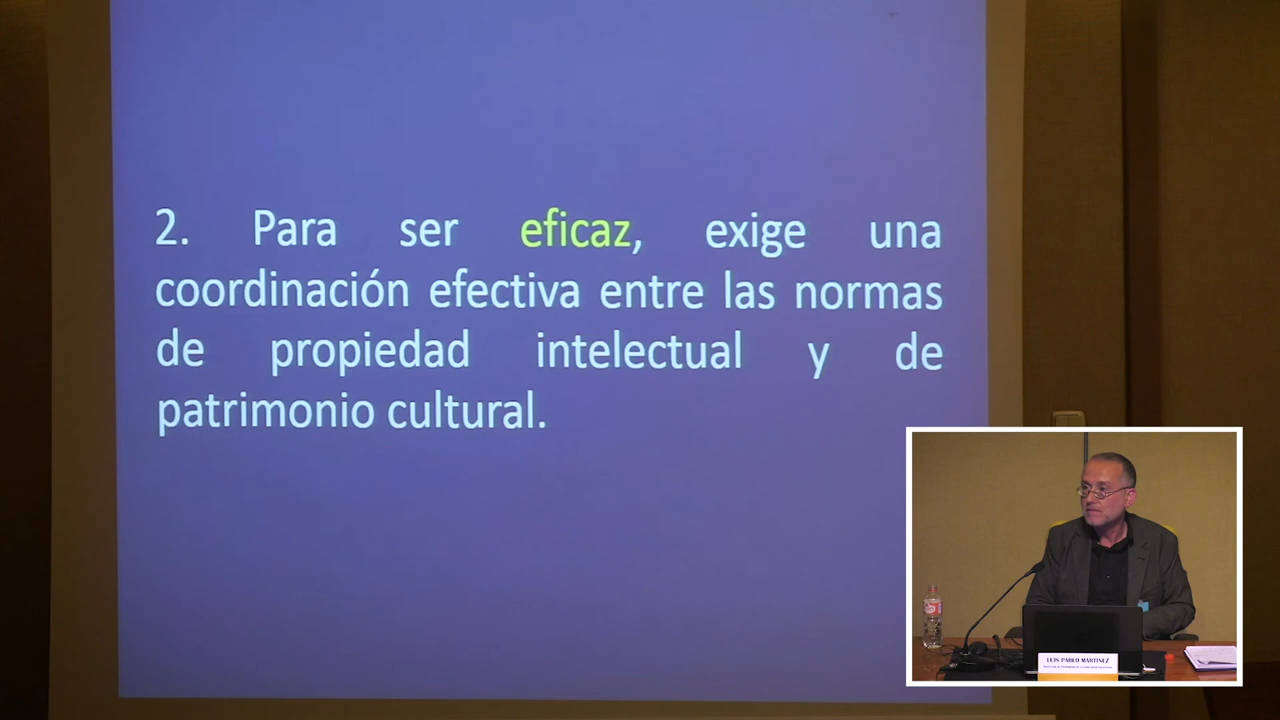 2. Para ser eficaz, exige una
coordinación efectiva entre las normas
de propiedad intelectual y de
patrimonio cultural.
LUIS PABLO MARTÍNEZ